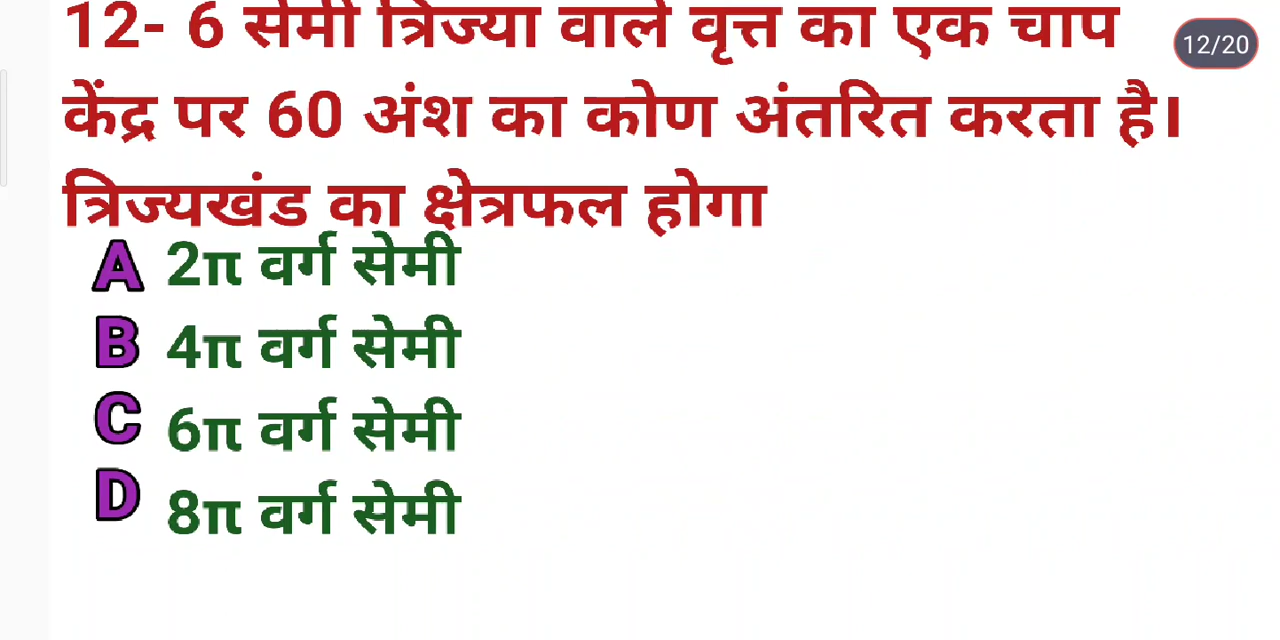 12- 6 सेमी त्रिज्या वाले वृत्त का एक चाप
12/20
केंद्र पर 60 अंश का कोण अंतरित करता है।
त्रिज्यखंड का क्षेत्रफल होगा
A 2π वर्ग सेमी
B 4π वर्ग सेमी
C 6π वर्ग सेमी
D 8π वर्ग सेमी